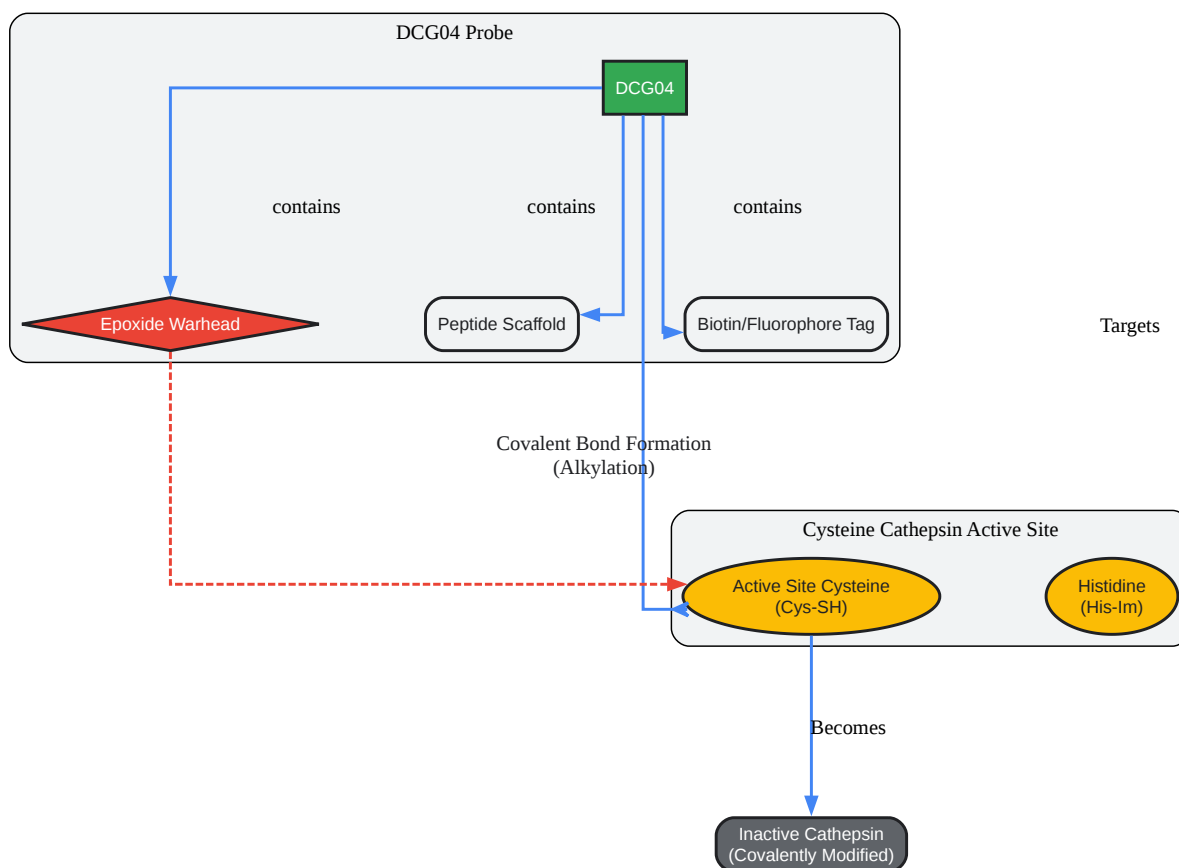 DCG04 Probe
DCG04
contains
contains
contains
Epoxide Warhead
Peptide Scaffold
Biotin/Fluorophore Tag
Targets
Covalent Bond Formation
(Alkylation)
Cysteine Cathepsin Active Site
Active Site Cysteine
(Cys-SH)
Histidine
(His-Im)
Becomes
Inactive Cathepsin
(Covalently Modified)